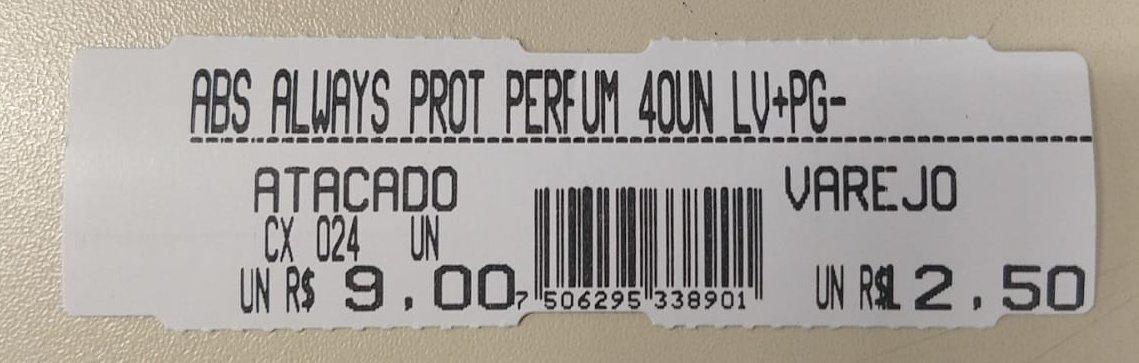 ABS ALWAYS PROT PERFUM 40UN LV+PG-
ATACADO
CX 024 UN
UN R$ 9,00
7 506295 338901
VAREJO
UN R$12,50